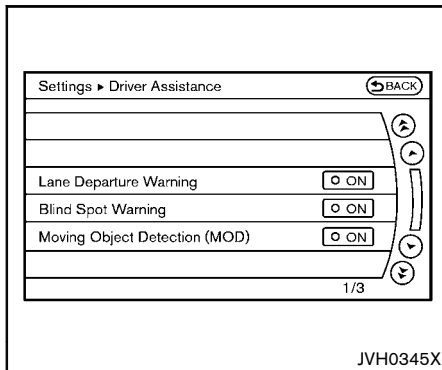 Settings ▸ Driver Assistance BACK
Lane Departure Warning ON
Blind Spot Warning ON
Moving Object Detection (MOD) ON
1/3
JVH0345X